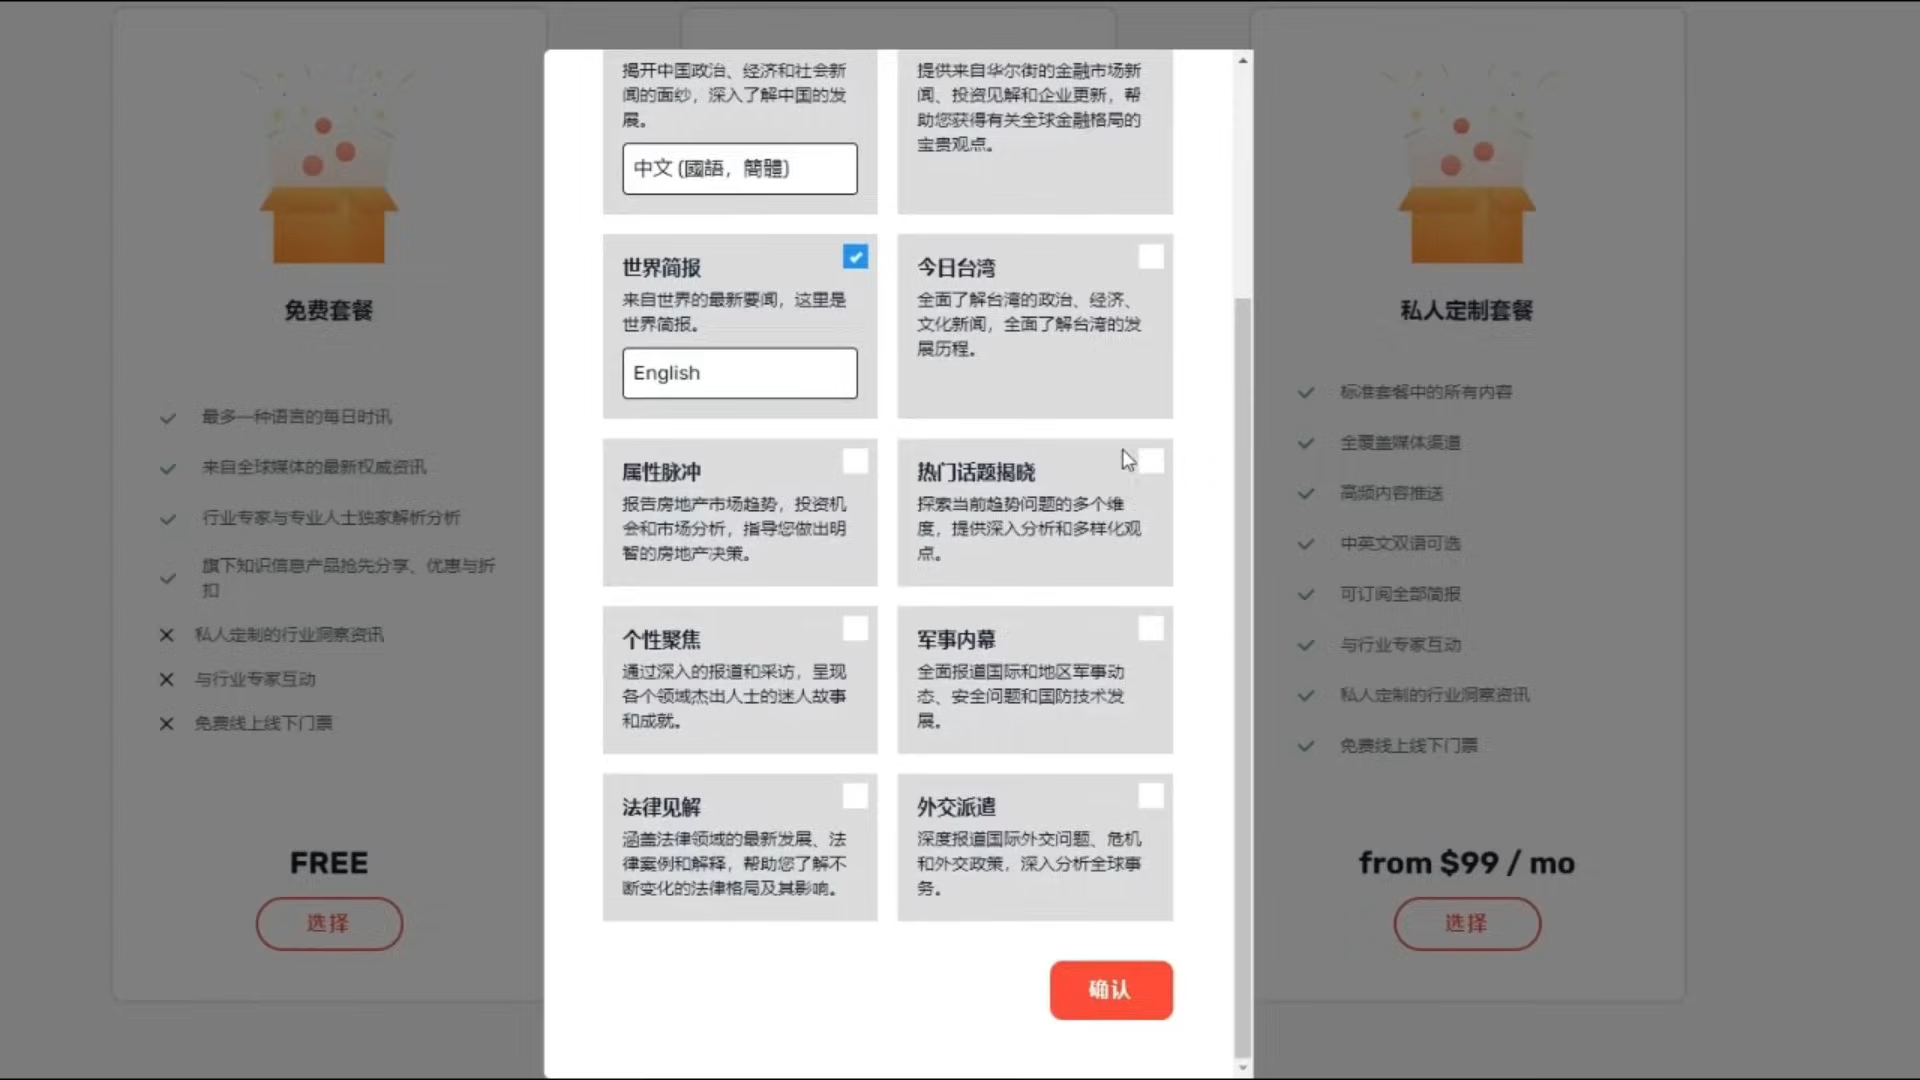 揭开中国政治、经济和社会新
闻的面纱，深入了解中国的发
展。
中文 (國語，簡體)
提供来自华尔街的金融市场新
闻、投资见解和企业更新，帮
助您获得有关全球金融格局的
宝贵观点。
世界简报
来自世界的最新要闻，这里是
世界简报。
English
今日台湾
全面了解台湾的政治、经济、
文化新闻，全面了解台湾的发
展历程。
属性脉冲
报告房地产市场趋势，投资机
会和市场分析，指导您做出明
智的房地产决策。
热门话题揭晓
探索当前趋势问题的多个维
度，提供深入分析和多样化观
点。
个性聚焦
通过深入的报道和采访，呈现
各个领域杰出人士的迷人故事
和成就。
军事内幕
全面报道国际和地区军事动
态、安全问题和国防技术发
展。
法律见解
涵盖法律领域的最新发展、法
律案例和解释，帮助您了解不
断变化的法律格局及其影响。
外交派遣
深度报道国际外交问题、危机
和外交政策，深入分析全球事
务。
确认
免费套餐
最多一种语言的每日时讯
来自全球媒体的最新权威资讯
行业专家与专业人士独家解析分析
旗下知识信息产品抢先分享、优惠与折
扣
私人定制的行业洞察资讯
与行业专家互动
免费线上线下门票
FREE
选择
私人定制套餐
标准套餐中的所有内容
全覆盖媒体渠道
高频内容推送
中英文双语可选
可订阅全部简报
与行业专家互动
私人定制的行业洞察资讯
免费线上线下门票
from $99 / mo
选择